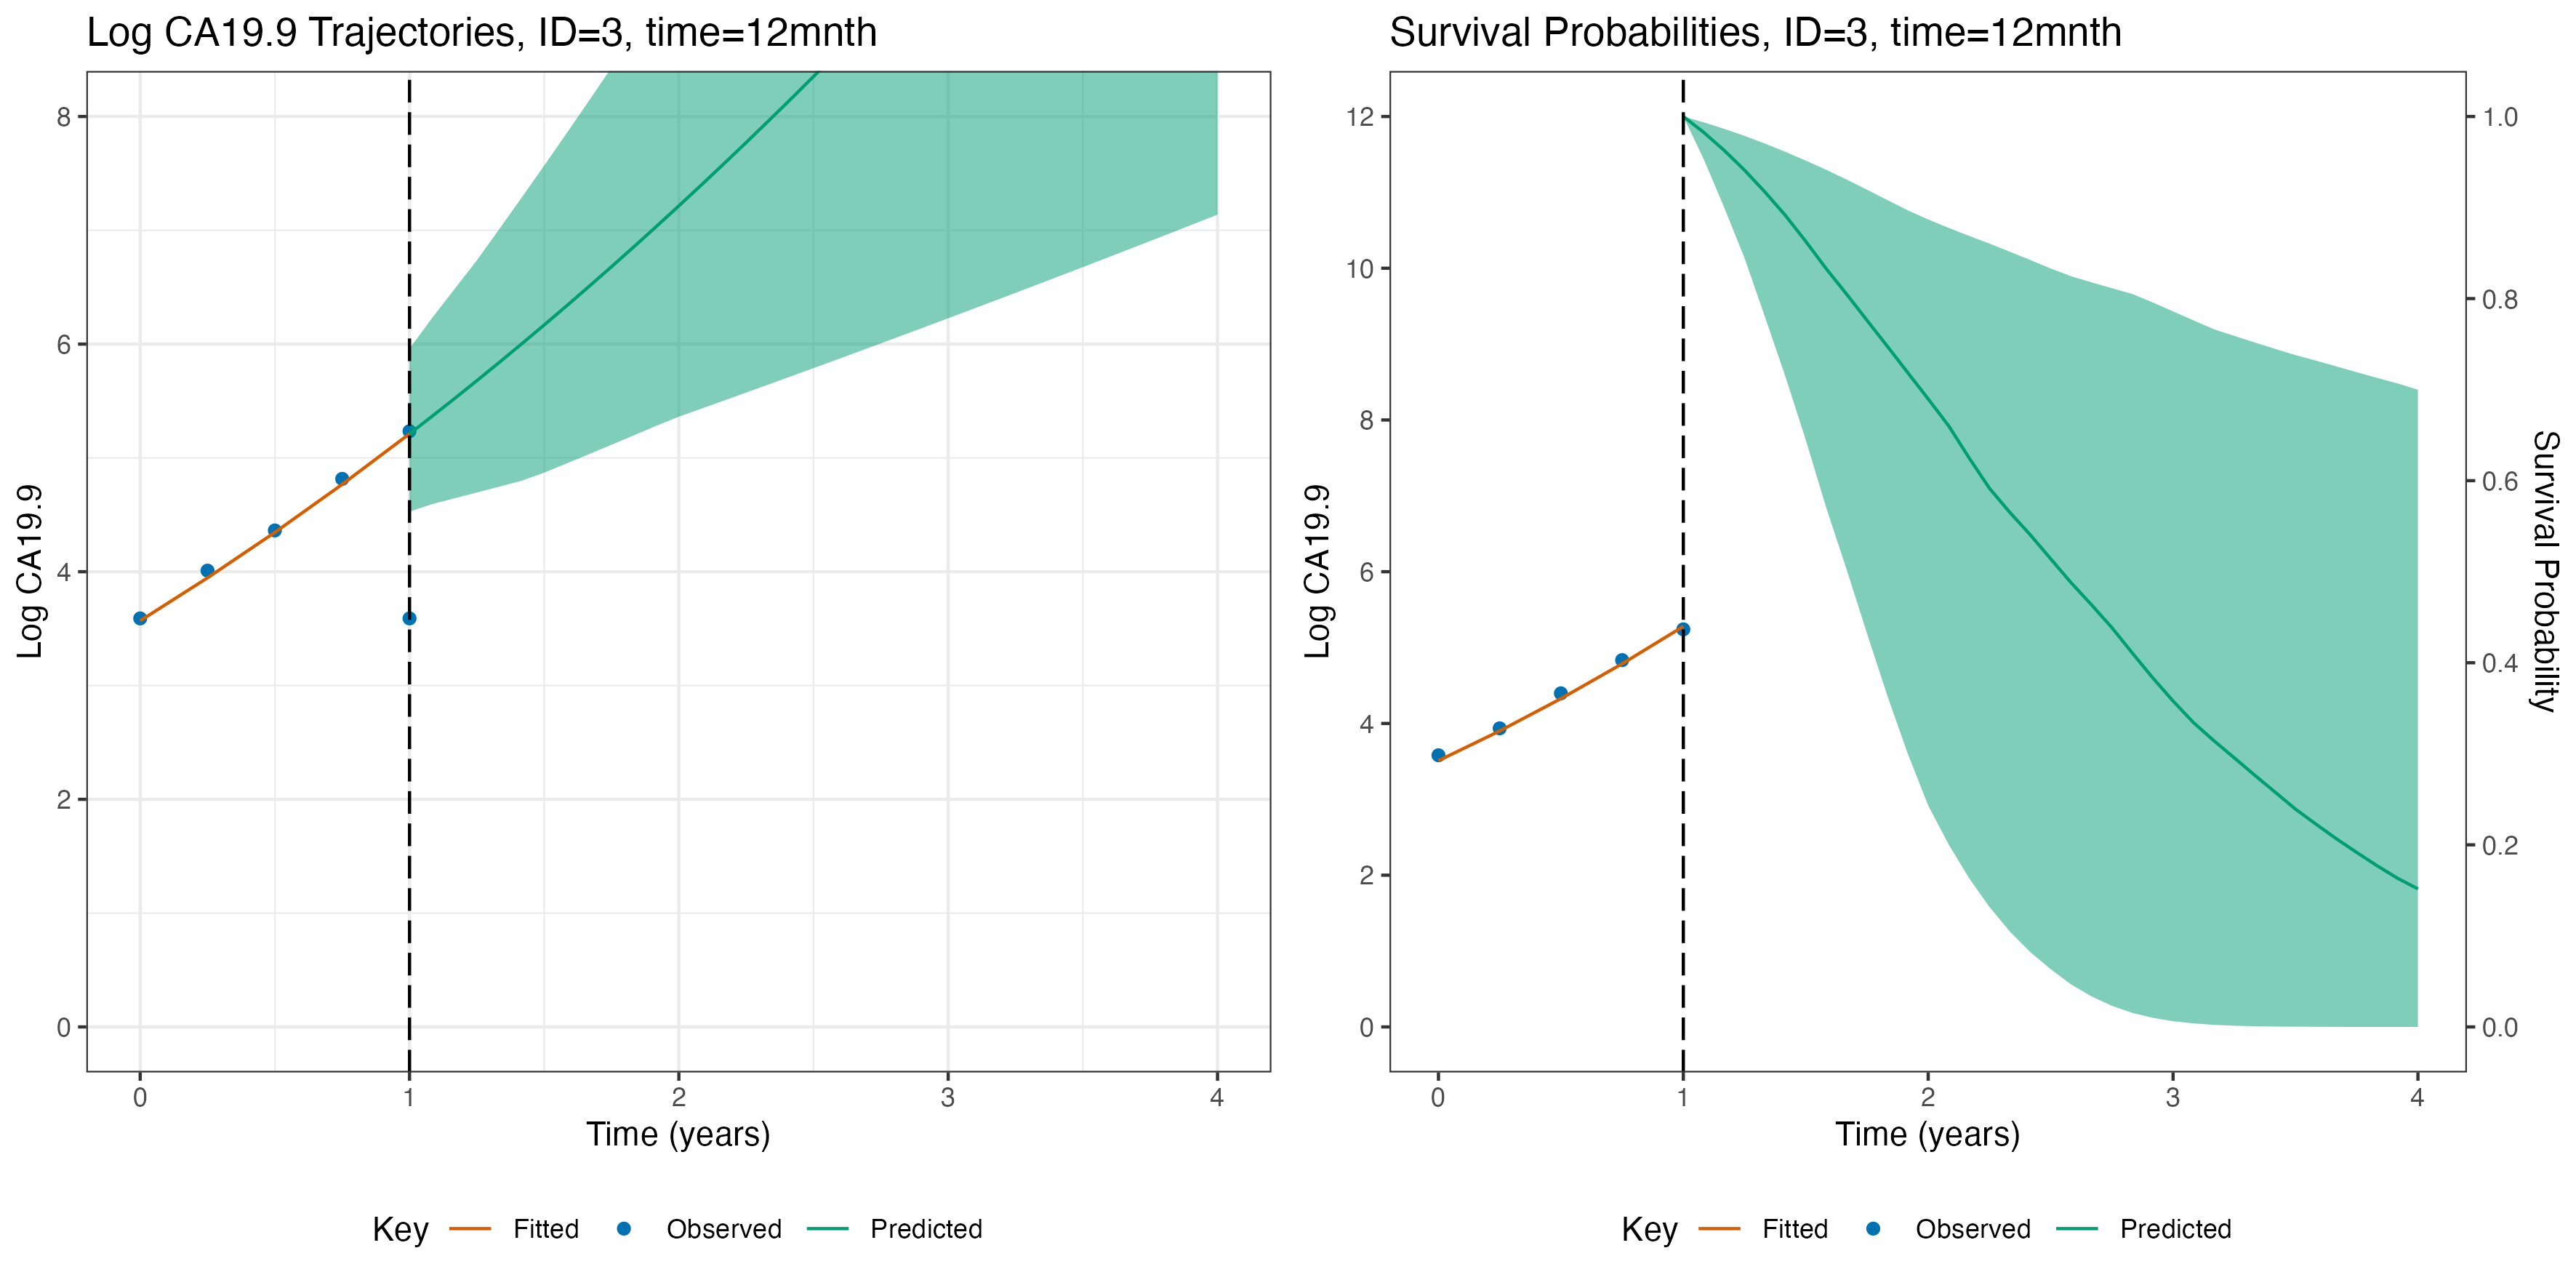 Log CA19.9 Trajectories, ID=3, time=12mnth
8
6
4
2
0
Log CA19.9
0 1 2 3 4
Time (years)
Key Fitted Observed Predicted
Survival Probabilities, ID=3, time=12mnth
12
10
8
6
4
2
0
Log CA19.9
1.0
0.8
0.6
0.4
0.2
0.0
Survival Probability
0 1 2 3 4
Time (years)
Key Fitted Observed Predicted